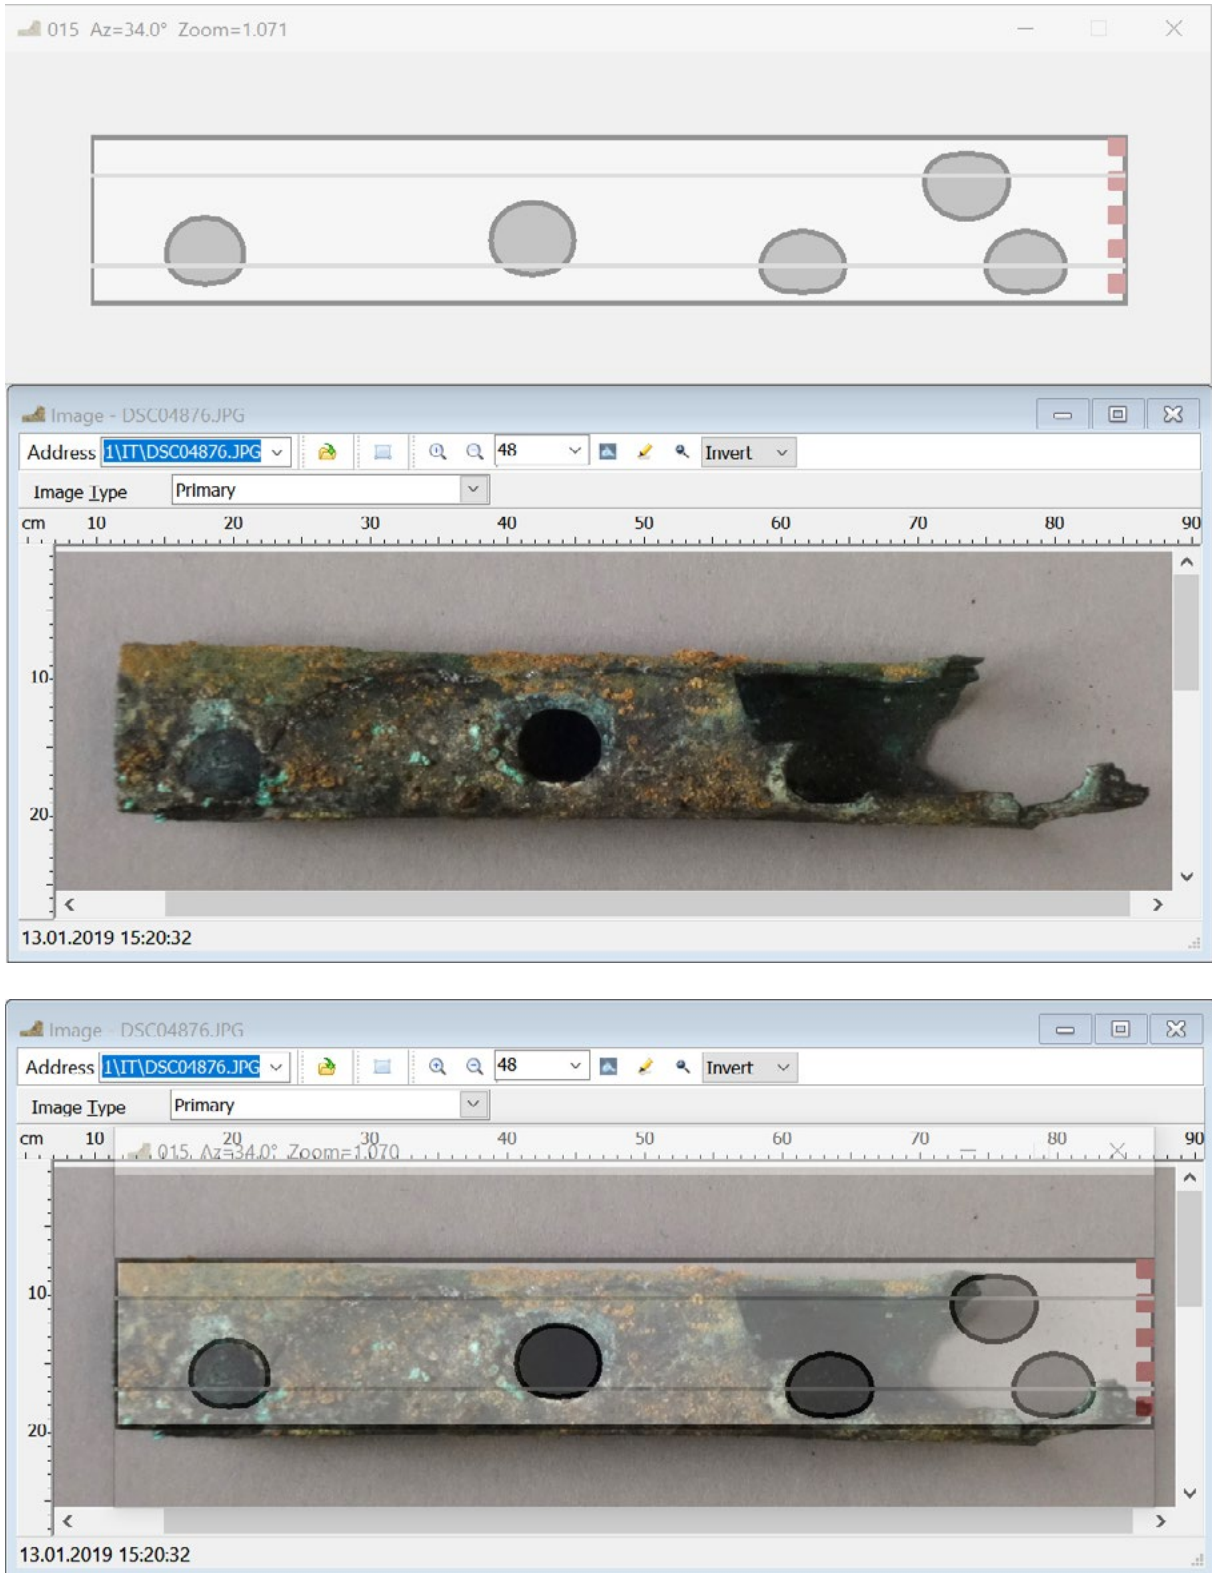 015 Az=34.0° Zoom=1.071
Image - DSC04876.JPG
Address 1\IT\DSC04876.JPG 48 Invert
Image Type Primary
cm 10 20 30 40 50 60 70 80 90
10
20
13.01.2019 15:20:32
Image - DSC04876.JPG
Address 1\IT\DSC04876.JPG 48 Invert
Image Type Primary
cm 10 20 30 40 50 60 70 80 90
015 Az=34.0° Zoom=1.070
10
20
13.01.2019 15:20:32